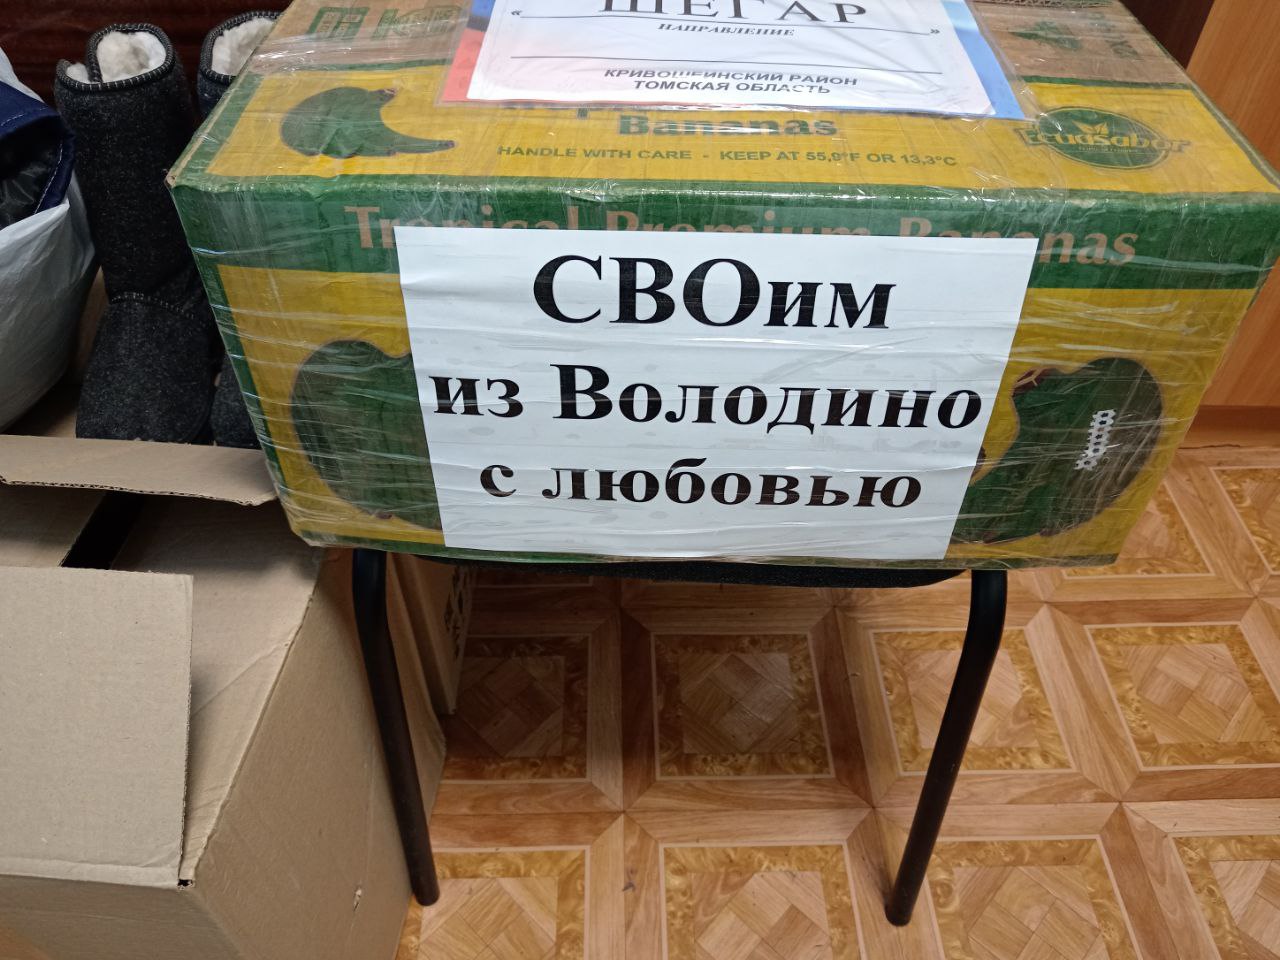 ШЕГАР
« »
НАПРАВЛЕНИЕ
КРИВОШЕИНСКИЙ РАЙОН
ТОМСКАЯ ОБЛАСТЬ
Bananas
HANDLE WITH CARE - KEEP AT 55,9°F OR 13,3°C
Ecuasabor
Tropical Premium Bananas
СВОим
из Володино
с любовью